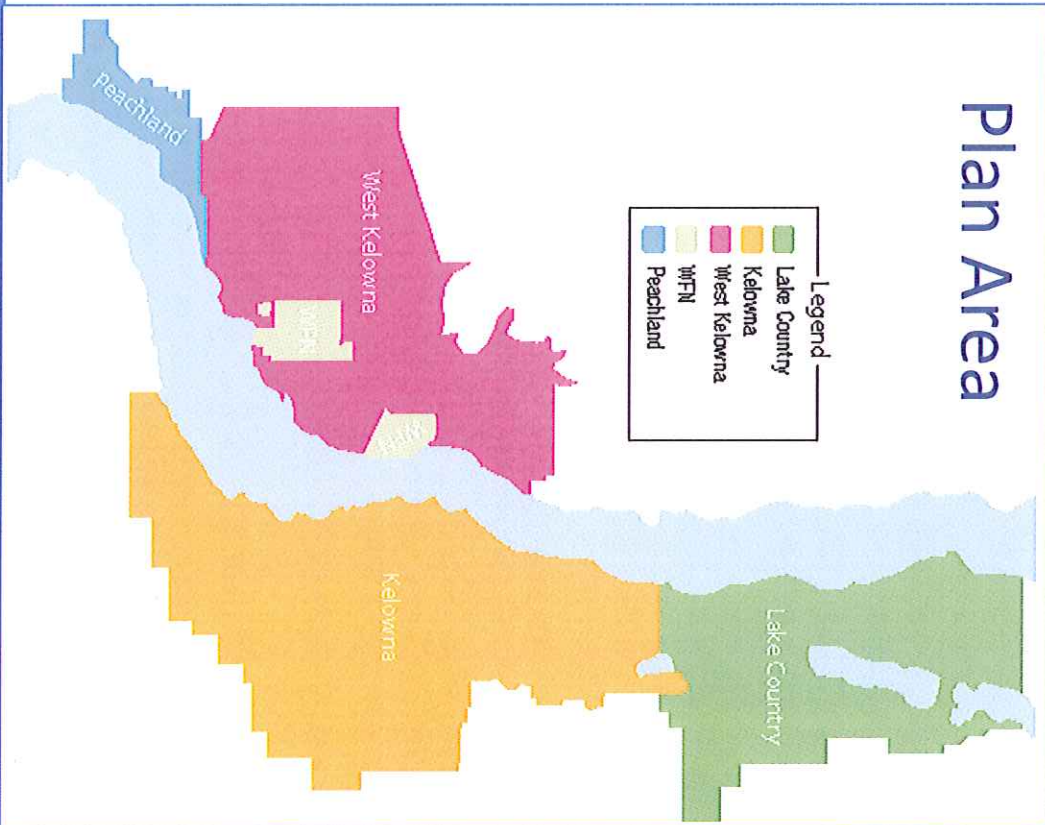 Plan Area
Legend
Lake Country
Kelowna
West Kelowna
WFN
Peachland
Peachland
West Kelowna
WFN
WFN
Kelowna
Lake Country